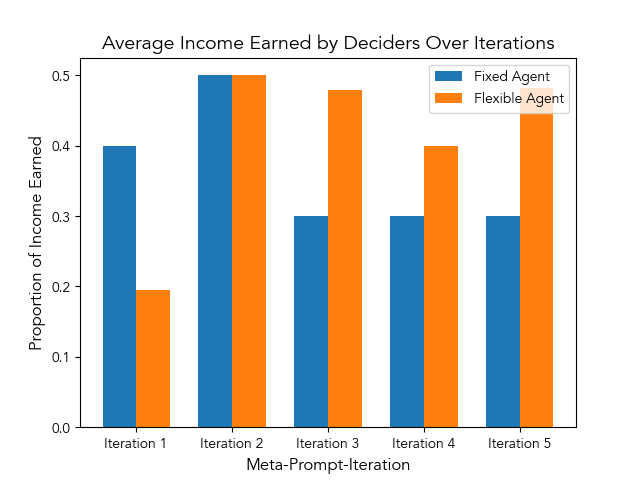 Average Income Earned by Deciders Over Iterations
Fixed Agent
Flexible Agent
Proportion of Income Earned
0.5
0.4
0.3
0.2
0.1
0.0
Iteration 1 Iteration 2 Iteration 3 Iteration 4 Iteration 5
Meta-Prompt-Iteration